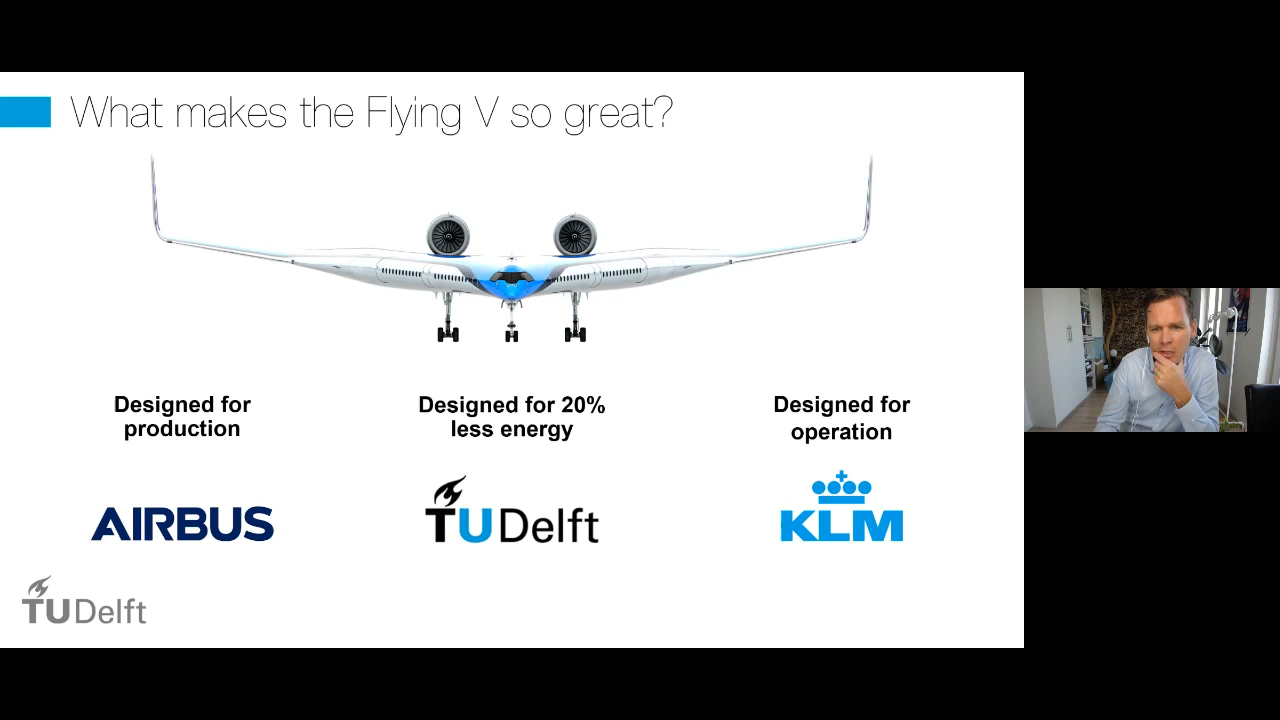 What makes the Flying V so great?
Designed for
production
Designed for 20%
less energy
Designed for
operation
AIRBUS
TU Delft
KLM
TU Delft